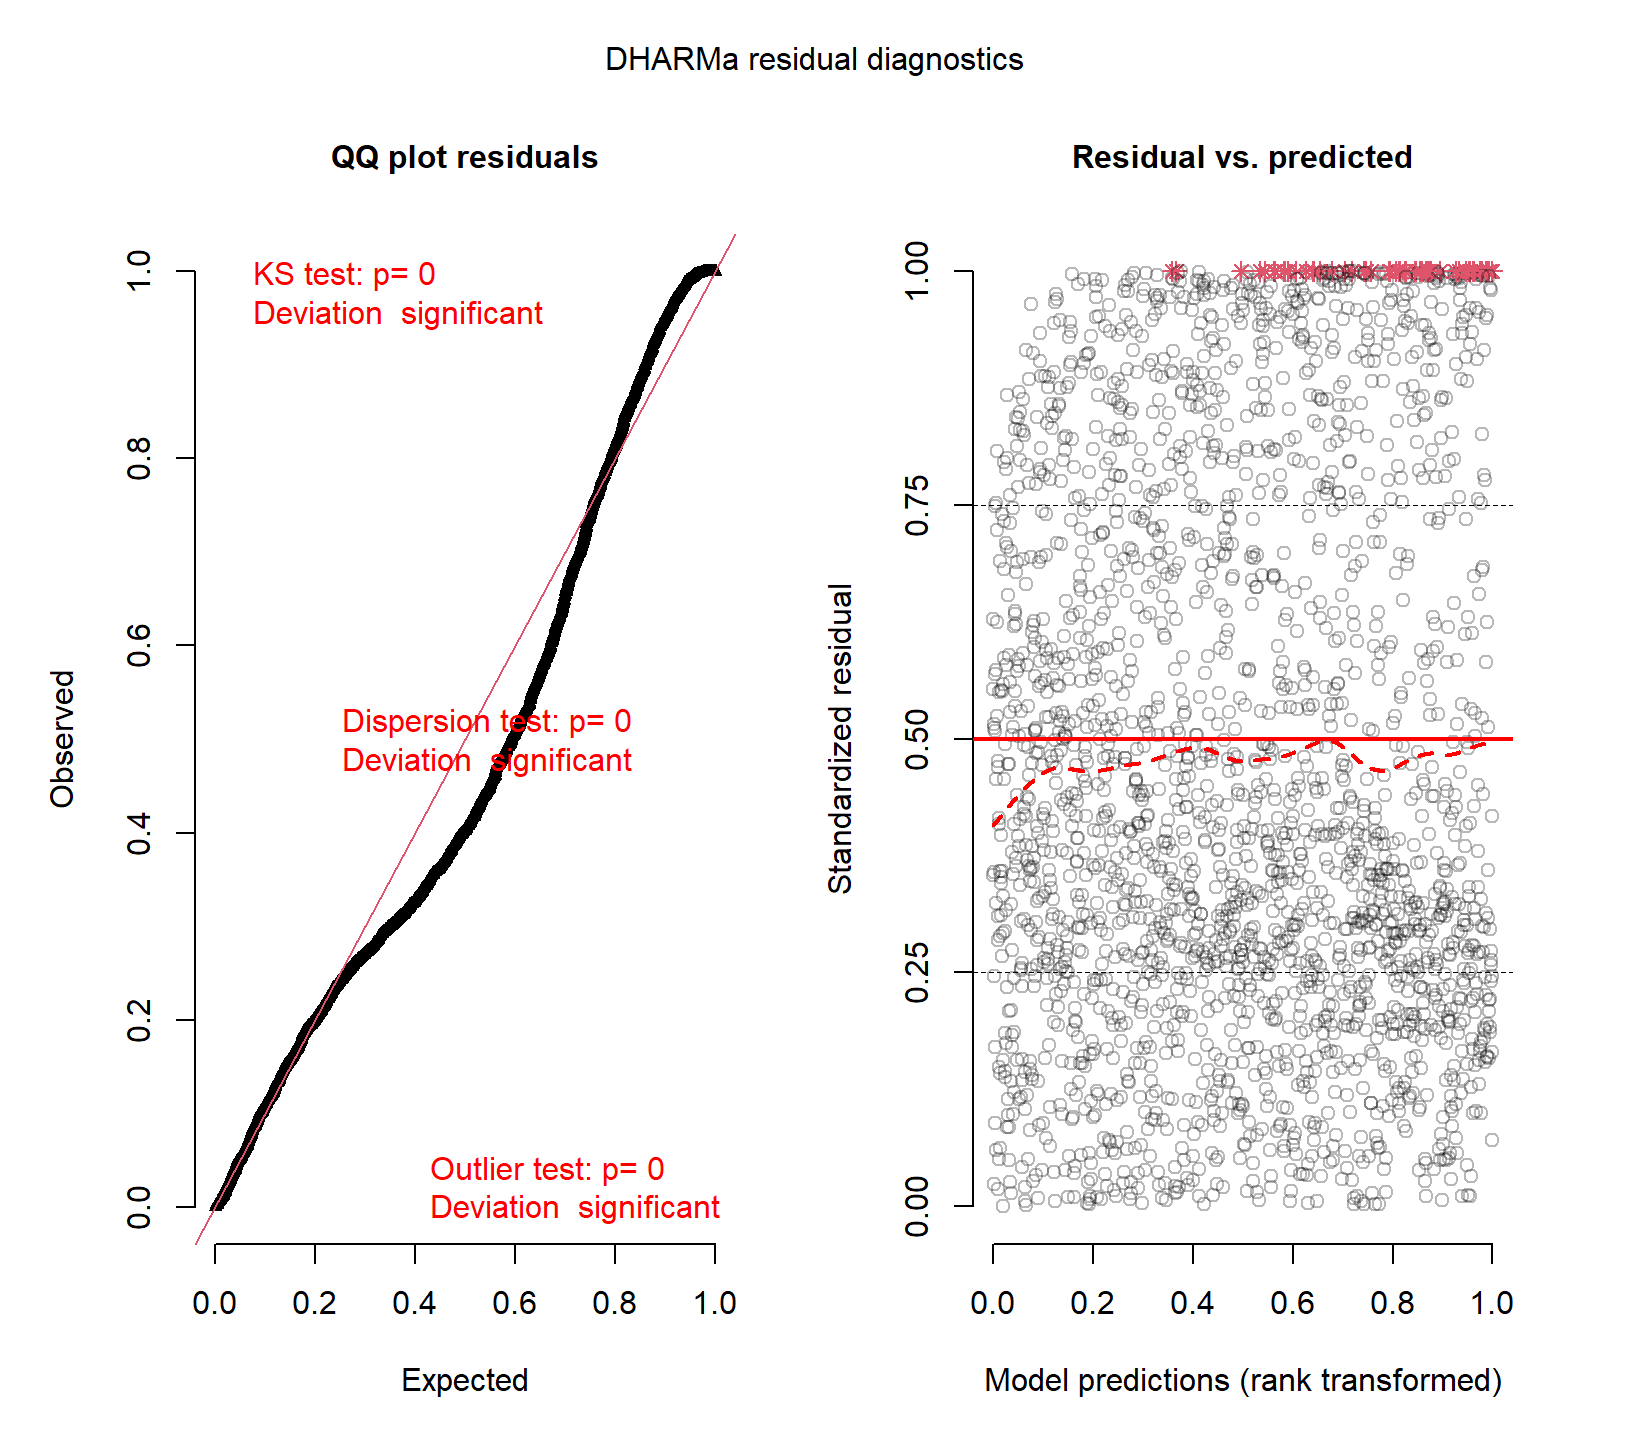 DHARMa residual diagnostics
QQ plot residuals
KS test: p= 0
Deviation  significant
Dispersion test: p= 0
Deviation  significant
Outlier test: p= 0
Deviation  significant
Observed
1.0
0.8
0.6
0.4
0.2
0.0
0.0 0.2 0.4 0.6 0.8 1.0
Expected
Residual vs. predicted
Standardized residual
1.00
0.75
0.50
0.25
0.00
0.0 0.2 0.4 0.6 0.8 1.0
Model predictions (rank transformed)